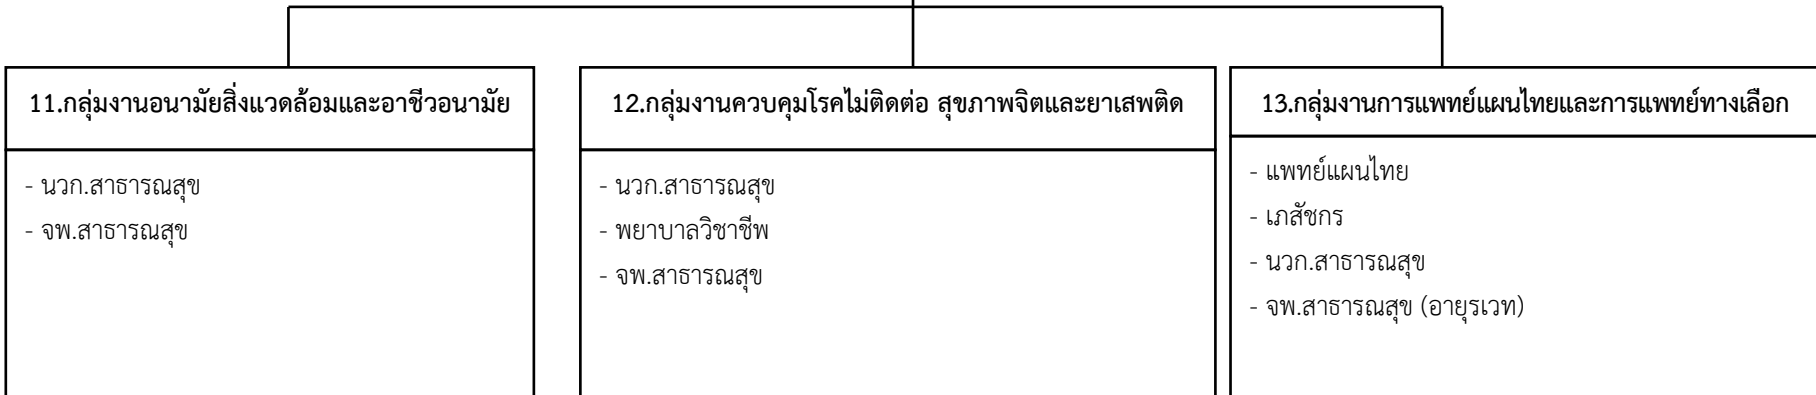 11.กลุ่มงานอนามัยสิ่งแวดล้อมและอาชีวอนามัย
- นวก.สาธารณสุข
- จพ.สาธารณสุข
12.กลุ่มงานควบคุมโรคไม่ติดต่อ สุขภาพจิตและยาเสพติด
- นวก.สาธารณสุข
- พยาบาลวิชาชีพ
- จพ.สาธารณสุข
13.กลุ่มงานการแพทย์แผนไทยและการแพทย์ทางเลือก
- แพทย์แผนไทย
- เภสัชกร
- นวก.สาธารณสุข
- จพ.สาธารณสุข (อายุรเวท)